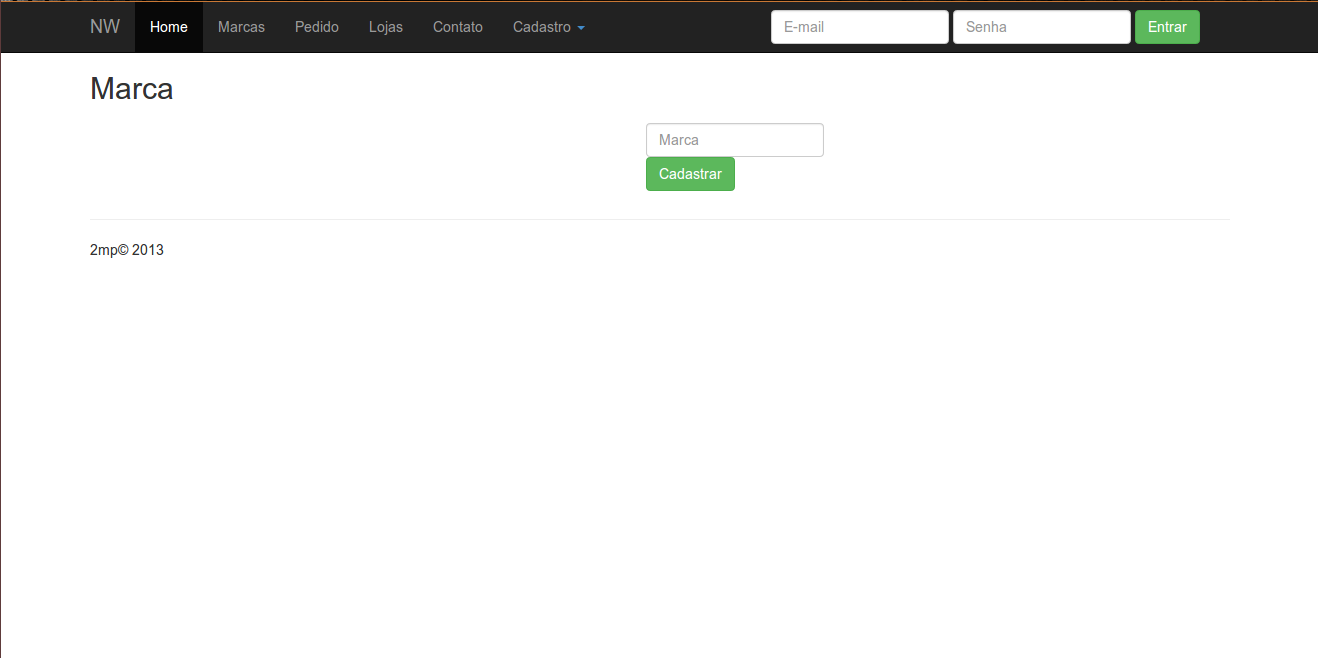 NW Home Marcas Pedido Lojas Contato Cadastro E-mail Senha Entrar
Marca
Marca
Cadastrar
2mp© 2013